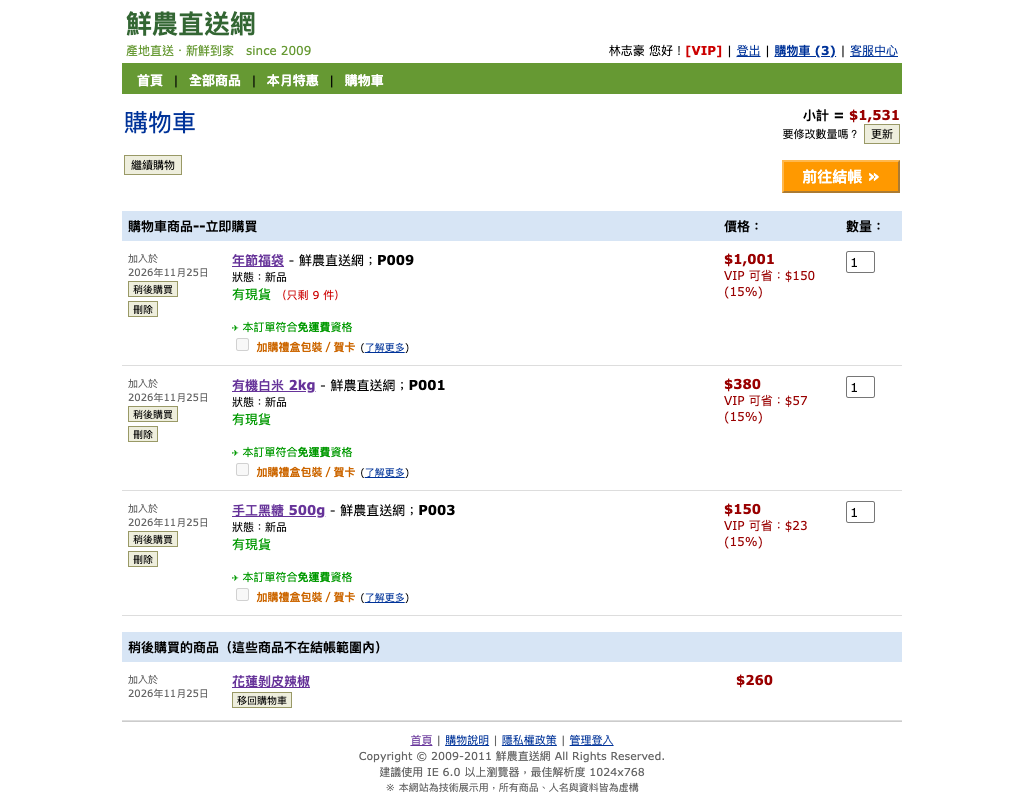 鮮農直送網
產地直送‧新鮮到家 since 2009
林志豪 您好！[VIP] | 登出 | 購物車 (3) | 客服中心
首頁 | 全部商品 | 本月特惠 | 購物車
購物車
小計 = $1,531
要修改數量嗎？ 更新
繼續購物
前往結帳 »
購物車商品--立即購買 價格： 數量：
加入於
2026年11月25日
稍後購買
刪除
年節福袋 - 鮮農直送網；P009
狀態：新品
有現貨 （只剩 9 件）
✈ 本訂單符合免運費資格
加購禮盒包裝 / 賀卡 (了解更多)
$1,001
VIP 可省：$150
(15%)
1
加入於
2026年11月25日
稍後購買
刪除
有機白米 2kg - 鮮農直送網；P001
狀態：新品
有現貨
✈ 本訂單符合免運費資格
加購禮盒包裝 / 賀卡 (了解更多)
$380
VIP 可省：$57
(15%)
1
加入於
2026年11月25日
稍後購買
刪除
手工黑糖 500g - 鮮農直送網；P003
狀態：新品
有現貨
✈ 本訂單符合免運費資格
加購禮盒包裝 / 賀卡 (了解更多)
$150
VIP 可省：$23
(15%)
1
稍後購買的商品（這些商品不在結帳範圍內）
加入於
2026年11月25日
花蓮剝皮辣椒
移回購物車
$260
首頁 | 購物說明 | 隱私權政策 | 管理登入
Copyright © 2009-2011 鮮農直送網 All Rights Reserved.
建議使用 IE 6.0 以上瀏覽器，最佳解析度 1024x768
※ 本網站為技術展示用，所有商品、人名與資料皆為虛構